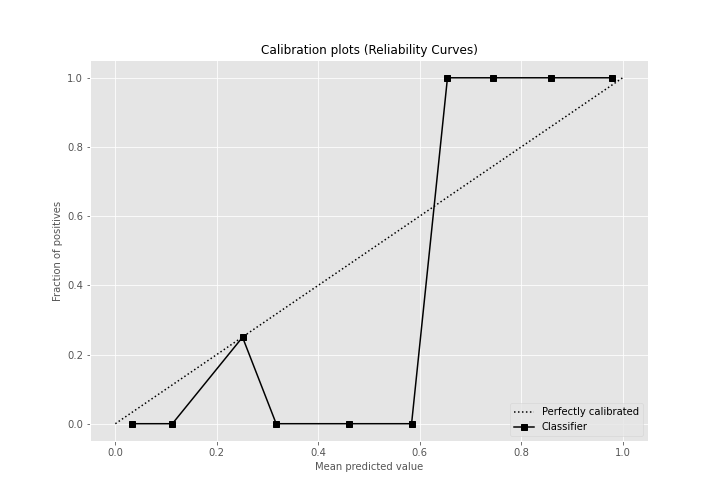 Calibration plots (Reliability Curves)
1.0
0.8
0.6
0.4
0.2
0.0
Fraction of positives
0.0 0.2 0.4 0.6 0.8 1.0
Mean predicted value
Perfectly calibrated
Classifier